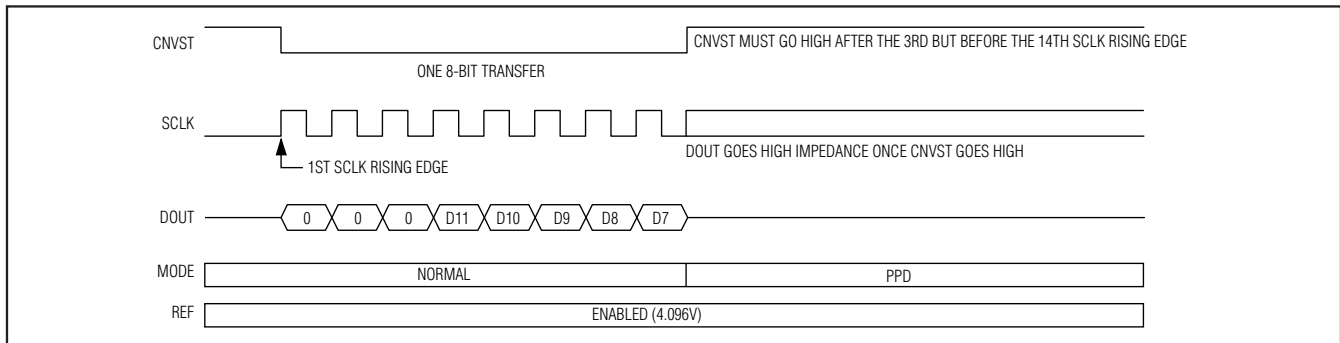 CNVST
CNVST MUST GO HIGH AFTER THE 3RD BUT BEFORE THE 14TH SCLK RISING EDGE
ONE 8-BIT TRANSFER
SCLK
DOUT GOES HIGH IMPEDANCE ONCE CNVST GOES HIGH
1ST SCLK RISING EDGE
DOUT 0 0 0 D11 D10 D9 D8 D7
MODE NORMAL PPD
REF ENABLED (4.096V)